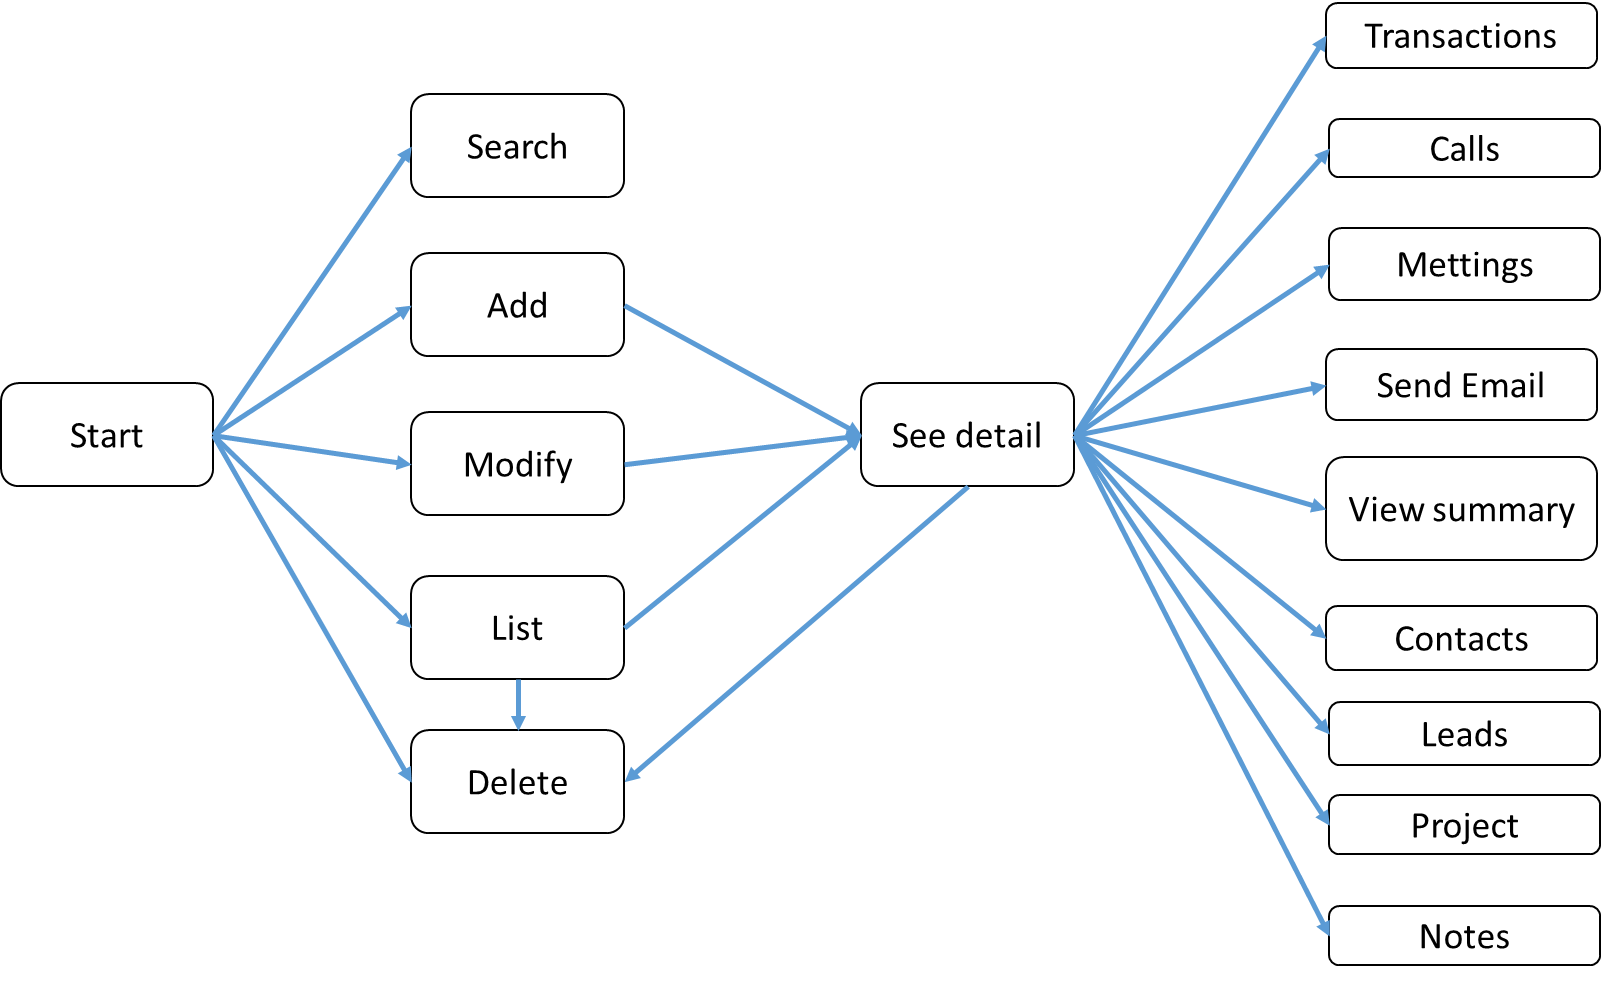 Start
Search
Add
Modify
List
Delete
See detail
Transactions
Calls
Mettings
Send Email
View summary
Contacts
Leads
Project
Notes